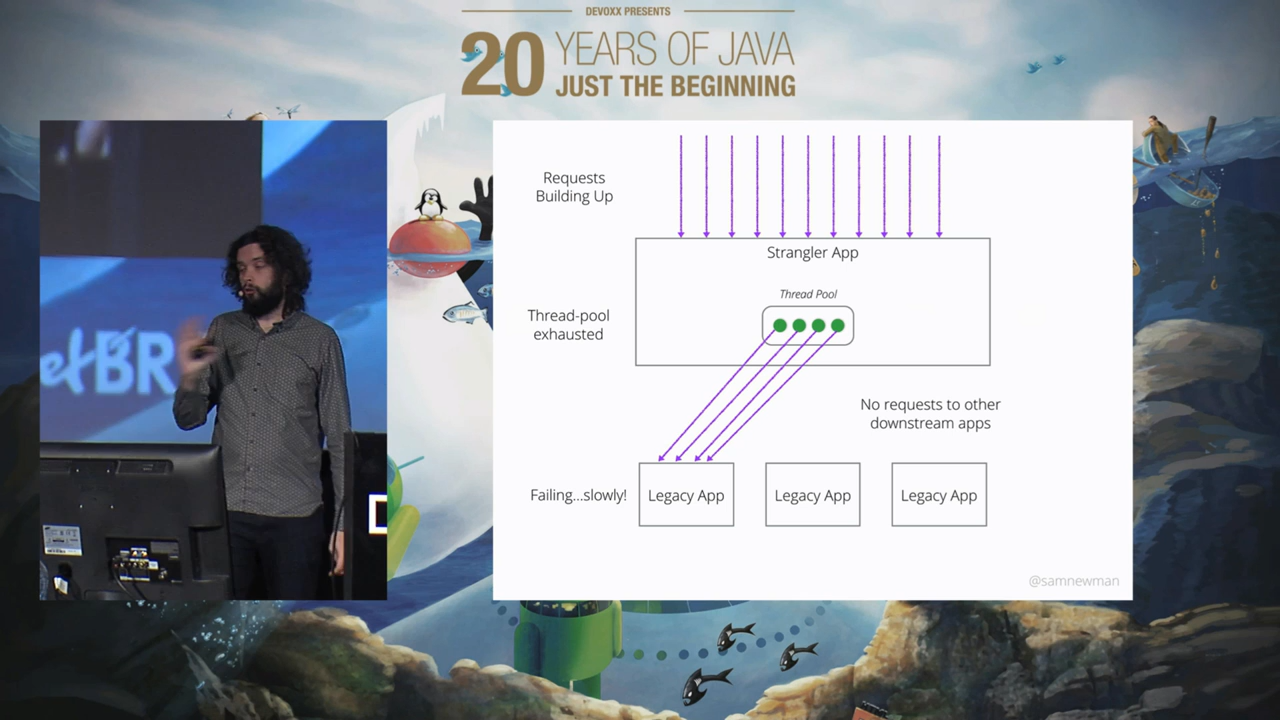 DEVOXX PRESENTS
20 YEARS OF JAVA
JUST THE BEGINNING
Requests
Building Up
Strangler App
Thread Pool
Thread-pool
exhausted
No requests to other
downstream apps
Failing...slowly!
Legacy App
Legacy App
Legacy App
@samnewman